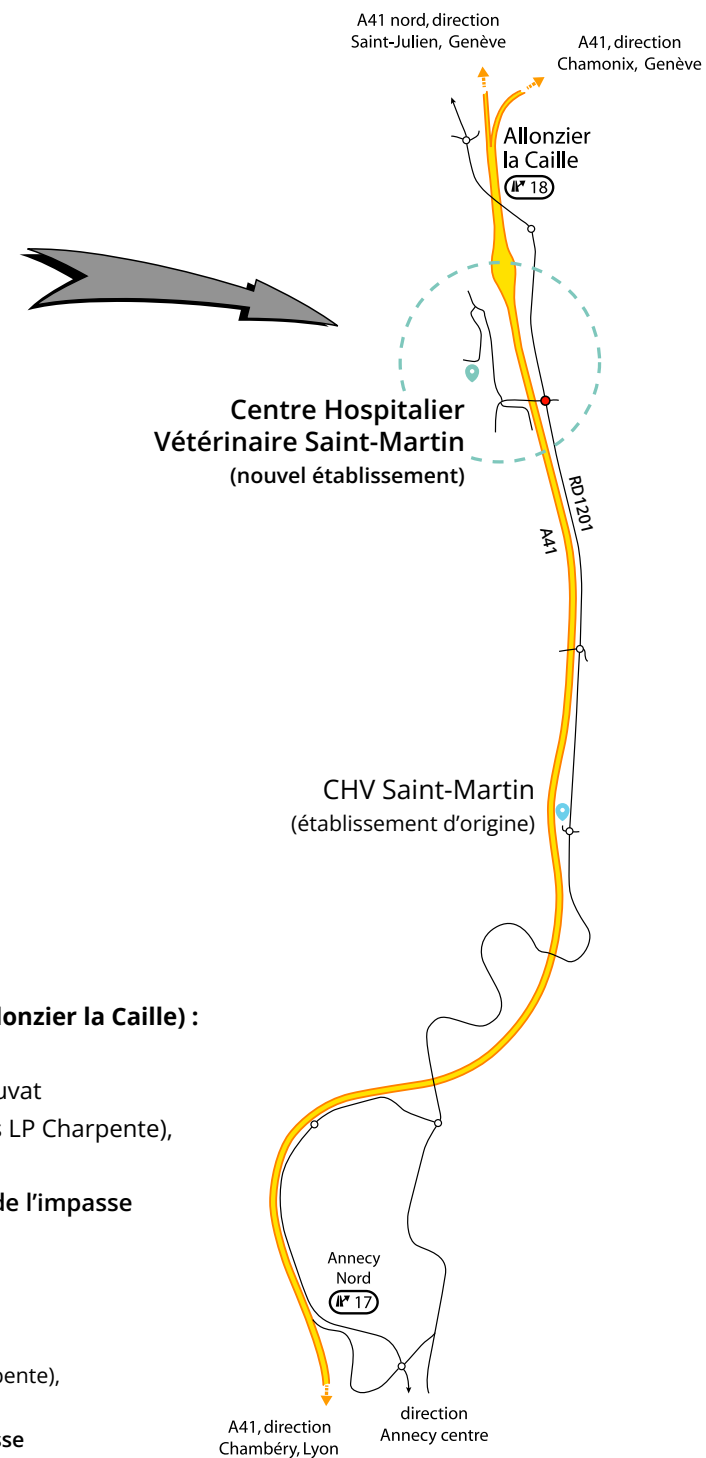 A41 nord, direction
Saint-Julien, Genève
A41, direction
Chamonix, Genève
Allonzier
la Caille
18
Centre Hospitalier
Vétérinaire Saint-Martin
(nouvel établissement)
RD1201
A41
CHV Saint-Martin
(établissement d'origine)
lonzier la Caille) :
uvat
s LP Charpente),
de l'impasse
Annecy
Nord
17
pente),
sse
A41, direction
Chambéry, Lyon
direction
Annecy centre